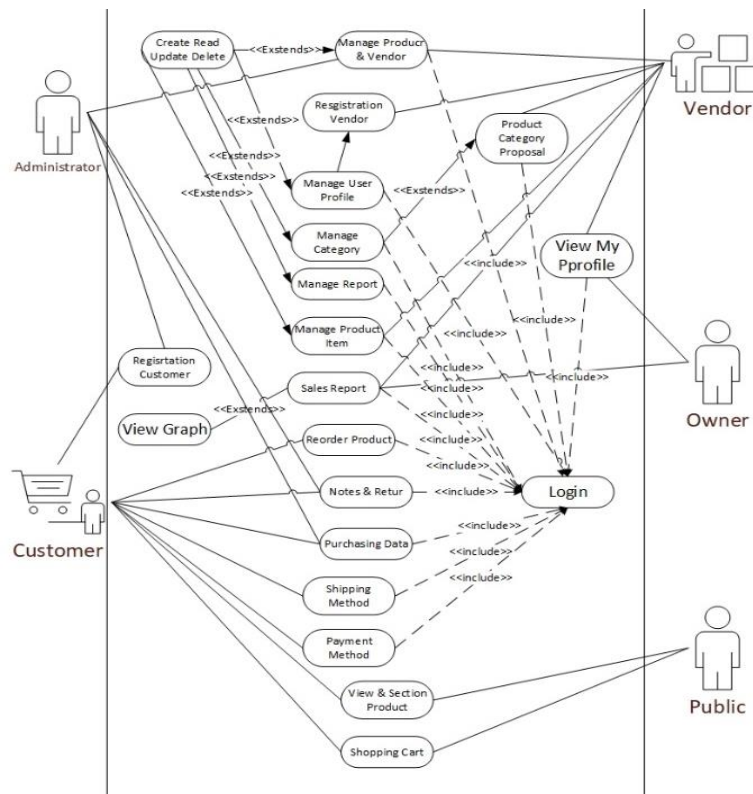 Create Read
Update Delete
<<Exstends>>
Manage Producr
& Vendor
Vendor
Administrator
Resgistration
Vendor
<<Exstends>>
Product
Category
Proposal
<<Exstends>>
<<Exstends>>
<<Exstends>>
Manage User
Profile
<<Exstends>>
Manage
Category
View My
Pprofile
<<include>>
Manage Report
<<include>>
<<include>>
Manage Product
Item
Regisrtation
Customer
<<include>>
<<include>>
<<include>>
Sales Report
<<include>>
Owner
<<Exstends>>
View Graph
<<include>>
Reorder Product
<<include>>
Notes & Retur
<<include>>
Login
Customer
Purchasing Data
<<include>>
Shipping
Method
<<include>>
<<include>>
Payment
Method
View & Section
Product
Public
Shopping Cart